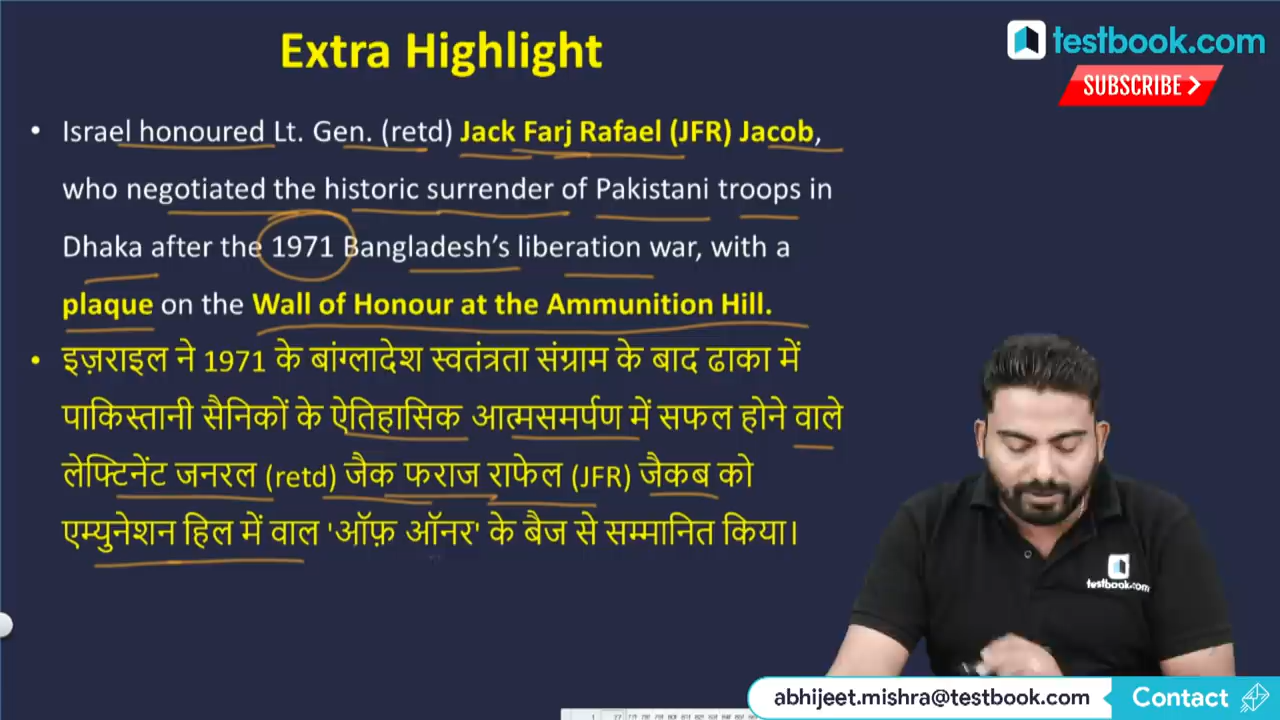 Extra Highlight
testbook.com
SUBSCRIBE
• Israel honoured Lt. Gen. (retd) Jack Farj Rafael (JFR) Jacob,
who negotiated the historic surrender of Pakistani troops in
Dhaka after the 1971 Bangladesh's liberation war, with a
plaque on the Wall of Honour at the Ammunition Hill.
• इज़राइल ने 1971 के बांग्लादेश स्वतंत्रता संग्राम के बाद ढाका में
पाकिस्तानी सैनिकों के ऐतिहासिक आत्मसमर्पण में सफल होने वाले
लेफ्टिनेंट जनरल (retd) जैक फराज राफेल (JFR) जैकब को
एम्युनेशन हिल में वाल 'ऑफ़ ऑनर' के बैज से सम्मानित किया।
testbook.com
abhijeet.mishra@testbook.com
Contact